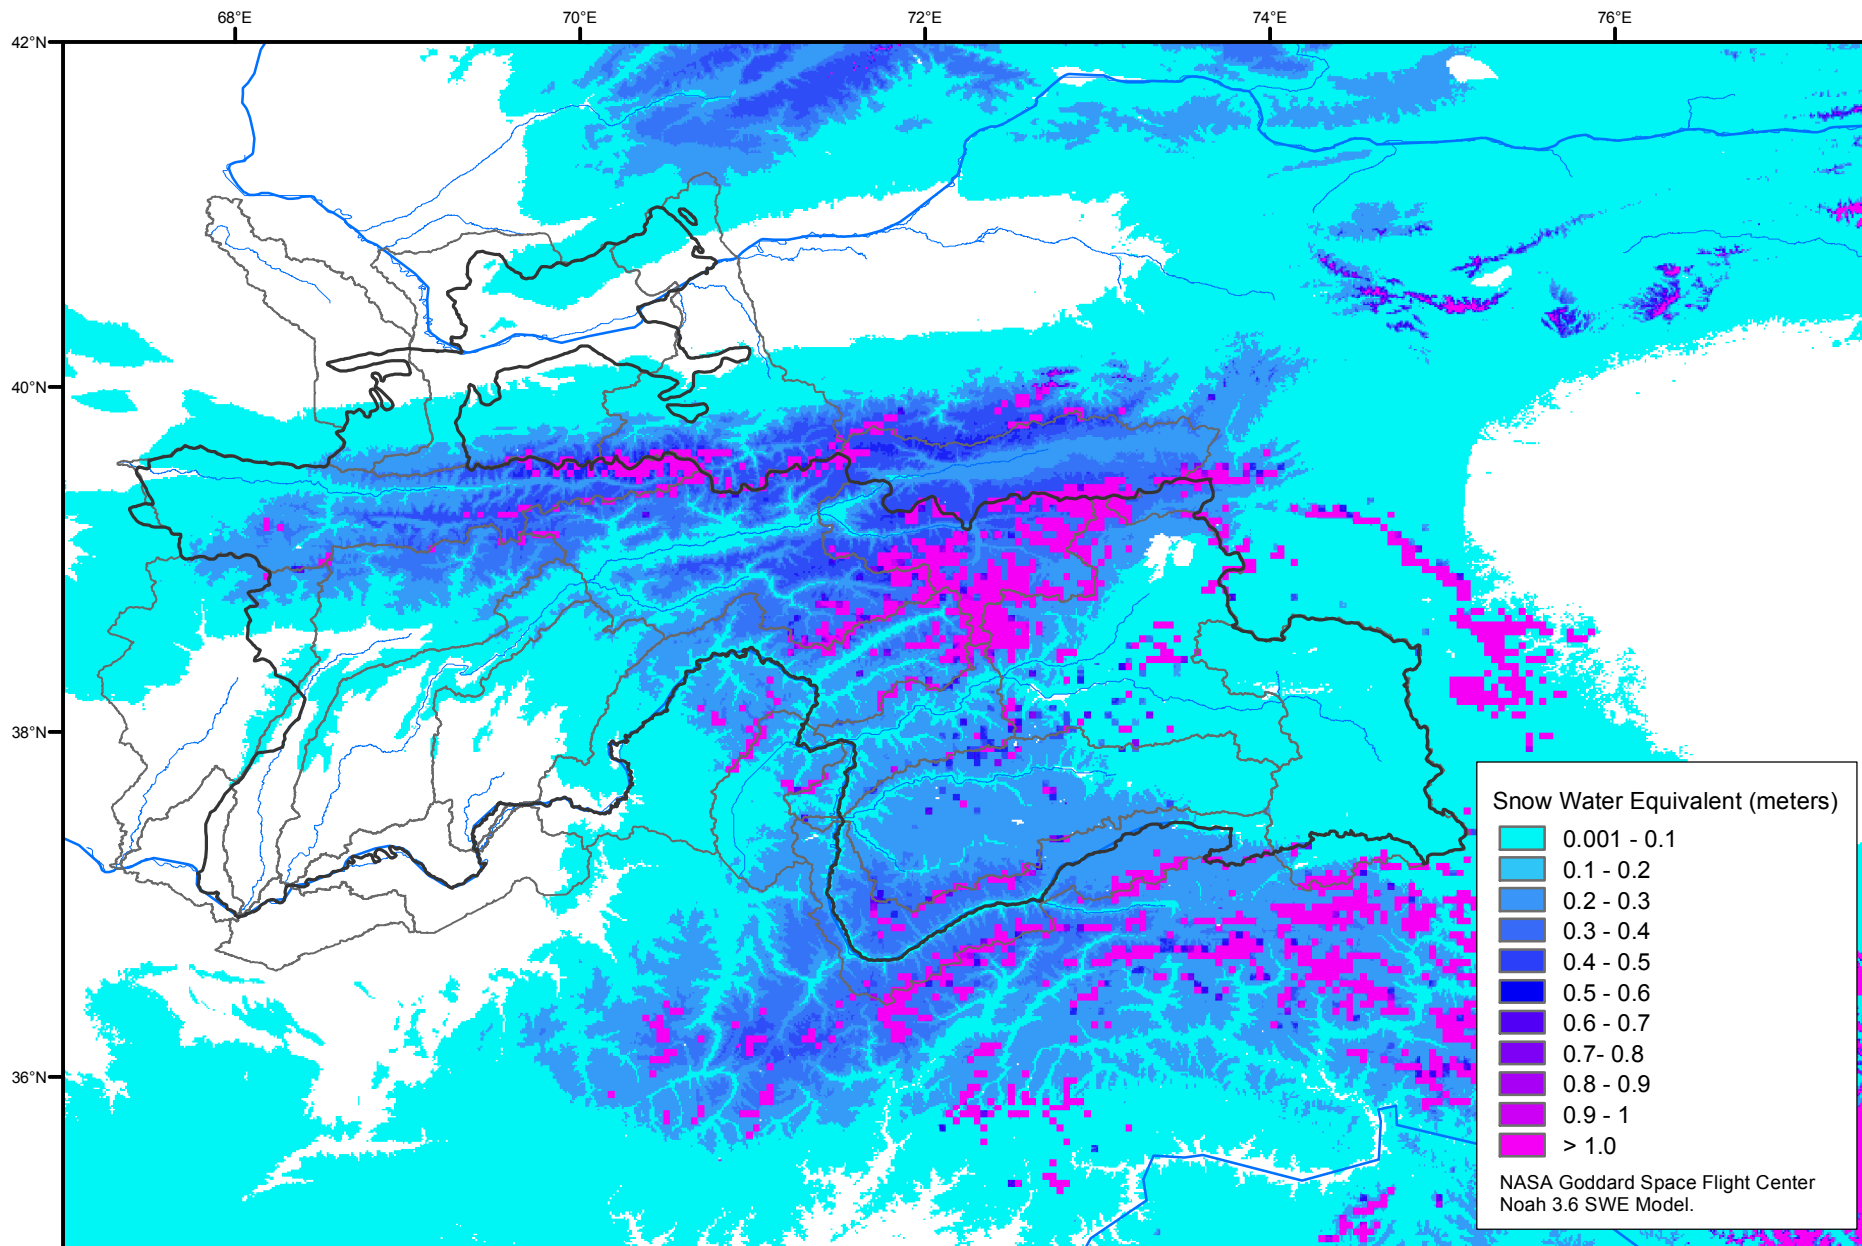 68°E
70°E
72°E
74°E
76°E
42°N
40°N
38°N
36°N
Snow Water Equivalent (meters)
0.001 - 0.1
0.1 - 0.2
0.2 - 0.3
0.3 - 0.4
0.4 - 0.5
0.5 - 0.6
0.6 - 0.7
0.7- 0.8
0.8 - 0.9
0.9 - 1
> 1.0
NASA Goddard Space Flight Center
Noah 3.6 SWE Model.